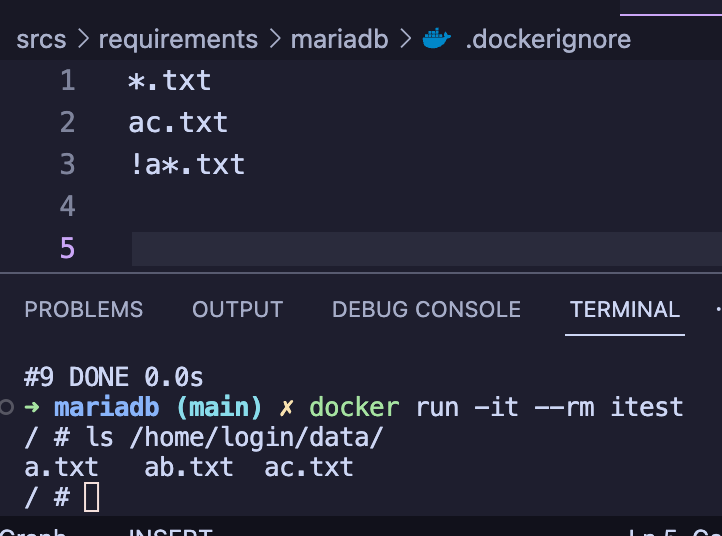 srcs > requirements > mariadb > .dockerignore
1 *.txt
2 ac.txt
3 !a*.txt
4
5
PROBLEMS OUTPUT DEBUG CONSOLE TERMINAL
#9 DONE 0.0s
→ mariadb (main) ✗ docker run -it --rm itest
/ # ls /home/login/data/
a.txt ab.txt ac.txt
/ #
Graph INSERT Ln 5,